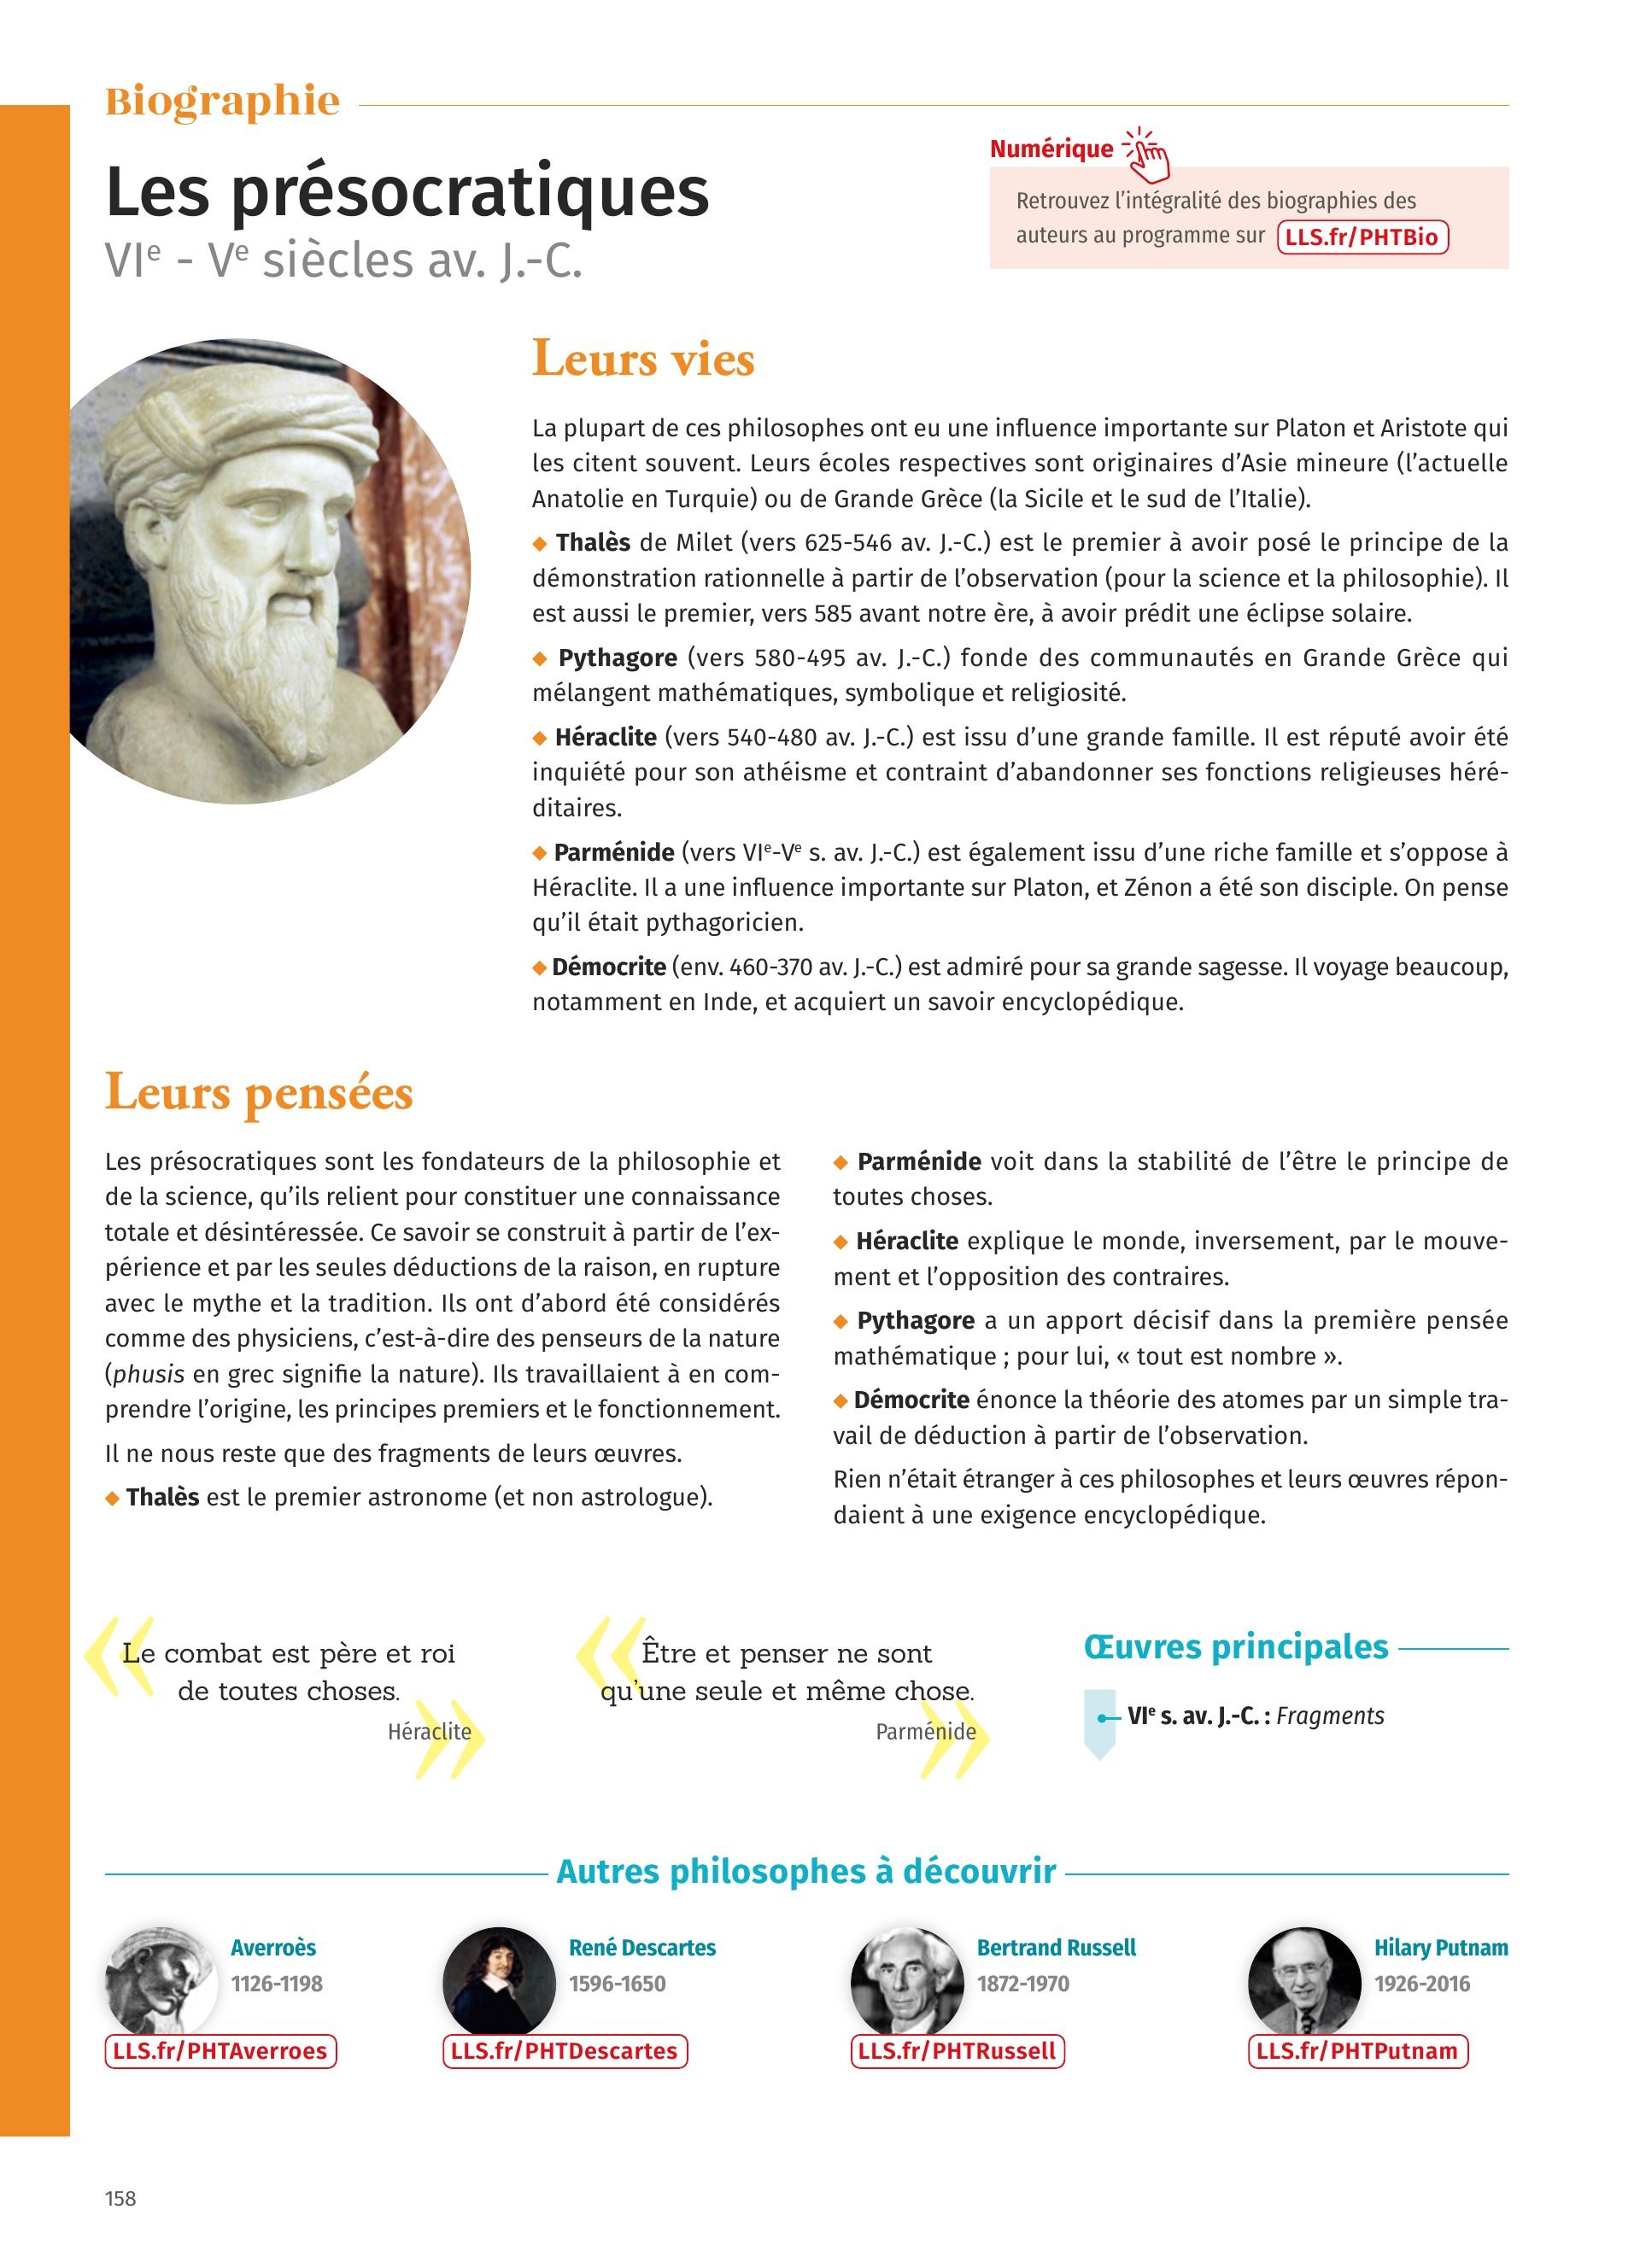 Biographie
Les présocratiques
VIe - Ve siècles av. J.-C.
Numérique
Retrouvez l’intégralité des biographies des
auteurs au programme sur LLS.fr/PHTBio
Leurs vies
La plupart de ces philosophes ont eu une influence importante sur Platon et Aristote qui
les citent souvent. Leurs écoles respectives sont originaires d’Asie mineure (l’actuelle
Anatolie en Turquie) ou de Grande Grèce (la Sicile et le sud de l’Italie).
◆ Thalès de Milet (vers 625-546 av. J.-C.) est le premier à avoir posé le principe de la
démonstration rationnelle à partir de l’observation (pour la science et la philosophie). Il
est aussi le premier, vers 585 avant notre ère, à avoir prédit une éclipse solaire.
◆ Pythagore (vers 580-495 av. J.-C.) fonde des communautés en Grande Grèce qui
mélangent mathématiques, symbolique et religiosité.
◆ Héraclite (vers 540-480 av. J.-C.) est issu d’une grande famille. Il est réputé avoir été
inquiété pour son athéisme et contraint d’abandonner ses fonctions religieuses héré-
ditaires.
◆ Parménide (vers VIe-Ve s. av. J.-C.) est également issu d’une riche famille et s’oppose à
Héraclite. Il a une influence importante sur Platon, et Zénon a été son disciple. On pense
qu’il était pythagoricien.
◆ Démocrite (env. 460-370 av. J.-C.) est admiré pour sa grande sagesse. Il voyage beaucoup,
notamment en Inde, et acquiert un savoir encyclopédique.
Leurs pensées
Les présocratiques sont les fondateurs de la philosophie et
de la science, qu’ils relient pour constituer une connaissance
totale et désintéressée. Ce savoir se construit à partir de l’ex-
périence et par les seules déductions de la raison, en rupture
avec le mythe et la tradition. Ils ont d’abord été considérés
comme des physiciens, c’est-à-dire des penseurs de la nature
(phusis en grec signifie la nature). Ils travaillaient à en com-
prendre l’origine, les principes premiers et le fonctionnement.
Il ne nous reste que des fragments de leurs œuvres.
◆ Thalès est le premier astronome (et non astrologue).
◆ Parménide voit dans la stabilité de l’être le principe de
toutes choses.
◆ Héraclite explique le monde, inversement, par le mouve-
ment et l’opposition des contraires.
◆ Pythagore a un apport décisif dans la première pensée
mathématique ; pour lui, « tout est nombre ».
◆ Démocrite énonce la théorie des atomes par un simple tra-
vail de déduction à partir de l’observation.
Rien n’était étranger à ces philosophes et leurs œuvres répon-
daient à une exigence encyclopédique.
« Le combat est père et roi
de toutes choses. »
Héraclite
« Être et penser ne sont
qu’une seule et même chose. »
Parménide
Œuvres principales
VIe s. av. J.-C. : Fragments
Autres philosophes à découvrir
Averroès
1126-1198
LLS.fr/PHTAverroes
René Descartes
1596-1650
LLS.fr/PHTDescartes
Bertrand Russell
1872-1970
LLS.fr/PHTRussell
Hilary Putnam
1926-2016
LLS.fr/PHTPutnam
158